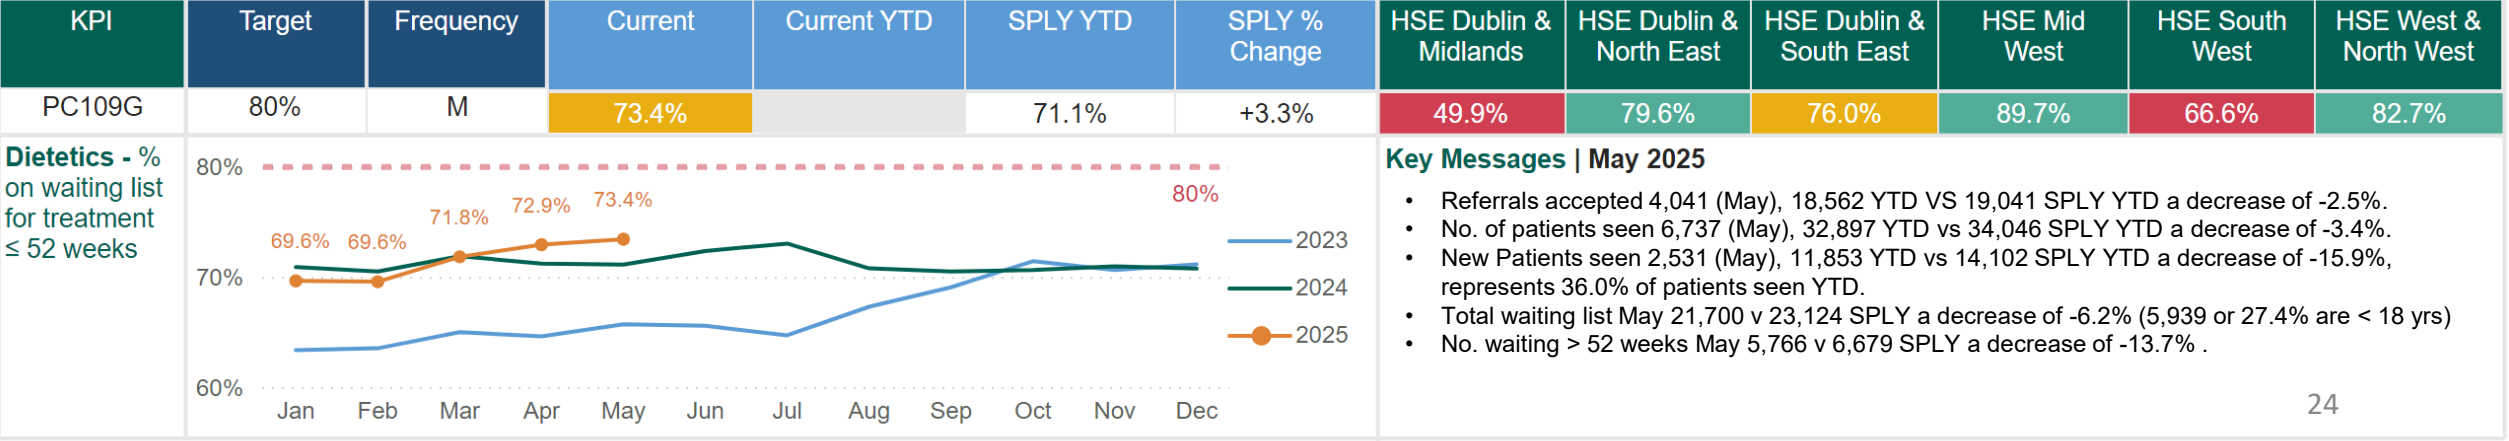 KPI
Target
Frequency
Current
Current YTD
SPLY YTD
SPLY %
Change
HSE Dublin &
Midlands
HSE Dublin &
North East
HSE Dublin &
South East
HSE Mid
West
HSE South
West
HSE West &
North West
PC109G
80%
M
73.4%
71.1%
+3.3%
49.9%
79.6%
76.0%
89.7%
66.6%
82.7%
Dietetics - %
on waiting list
for treatment
≤ 52 weeks
80%
70%
60%
69.6%
69.6%
71.8%
72.9%
73.4%
80%
2023
2024
2025
Jan Feb Mar Apr May Jun Jul Aug Sep Oct Nov Dec
Key Messages | May 2025
• Referrals accepted 4,041 (May), 18,562 YTD VS 19,041 SPLY YTD a decrease of -2.5%.
• No. of patients seen 6,737 (May), 32,897 YTD vs 34,046 SPLY YTD a decrease of -3.4%.
• New Patients seen 2,531 (May), 11,853 YTD vs 14,102 SPLY YTD a decrease of -15.9%,
represents 36.0% of patients seen YTD.
• Total waiting list May 21,700 v 23,124 SPLY a decrease of -6.2% (5,939 or 27.4% are < 18 yrs)
• No. waiting > 52 weeks May 5,766 v 6,679 SPLY a decrease of -13.7% .
24